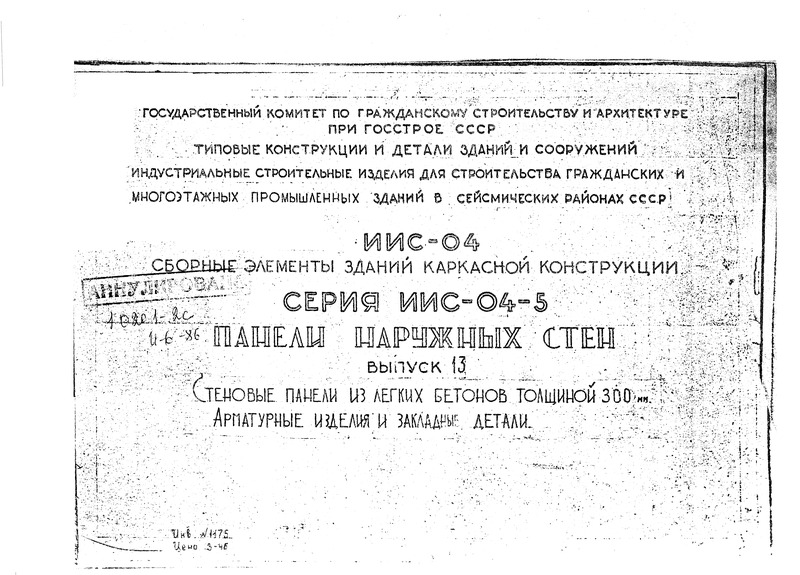 ГОСУДАРСТВЕННЫЙ КОМИТЕТ ПО ГРАЖДАНСКОМУ СТРОИТЕЛЬСТВУ И АРХИТЕКТУРЕ
ПРИ ГОССТРОЕ СССР
ТИПОВЫЕ КОНСТРУКЦИИ И ДЕТАЛИ ЗДАНИЙ И СООРУЖЕНИЙ
ИНДУСТРИАЛЬНЫЕ СТРОИТЕЛЬНЫЕ ИЗДЕЛИЯ ДЛЯ СТРОИТЕЛЬСТВА ГРАЖДАНСКИХ И
МНОГОЭТАЖНЫХ ПРОМЫШЛЕННЫХ ЗДАНИЙ В СЕЙСМИЧЕСКИХ РАЙОНАХ СССР
ИИС-04
СБОРНЫЕ ЭЛЕМЕНТЫ ЗДАНИЙ КАРКАСНОЙ КОНСТРУКЦИИ
АННУЛИРОВАН
СЕРИЯ ИИС-04-5
И-6-86
ПАНЕЛИ НАРУЖНЫХ СТЕН
ВЫПУСК 13
СТЕНОВЫЕ ПАНЕЛИ ИЗ ЛЕГКИХ БЕТОНОВ ТОЛЩИНОЙ 300 мм.
АРМАТУРНЫЕ ИЗДЕЛИЯ И ЗАКЛАДНЫЕ ДЕТАЛИ.
Инв. №1175
Цена 3-46